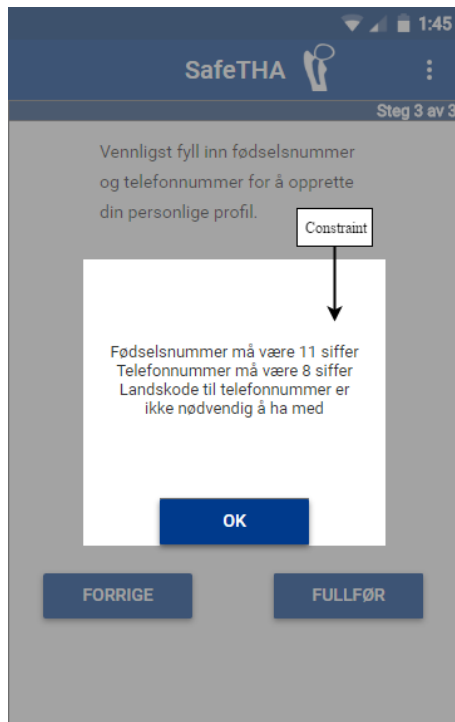 1:45
SafeTHA
Steg 3 av 3
Vennligst fyll inn fødselsnummer
og telefonnummer for å opprette
din personlige profil.
Constraint
Fødselsnummer må være 11 siffer
Telefonnummer må være 8 siffer
Landskode til telefonnummer er
ikke nødvendig å ha med
OK
FORRIGE
FULLFØR